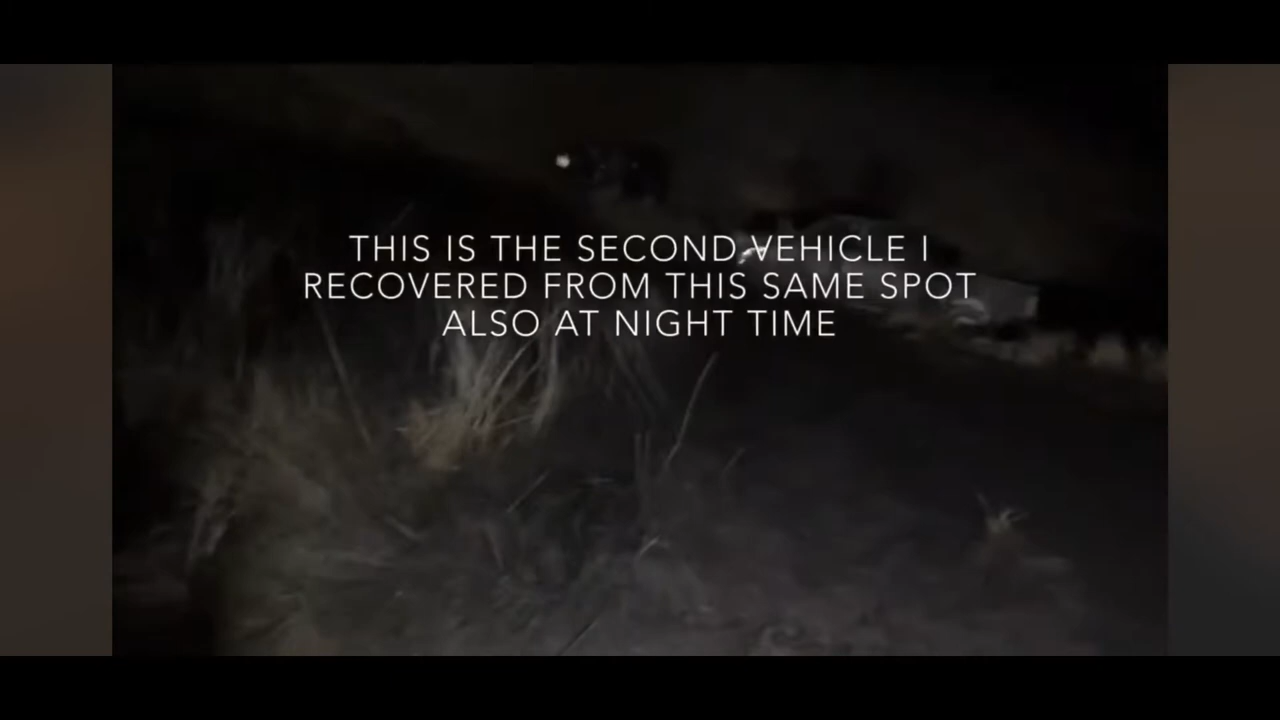 THIS IS THE SECOND VEHICLE I
RECOVERED FROM THIS SAME SPOT
ALSO AT NIGHT TIME